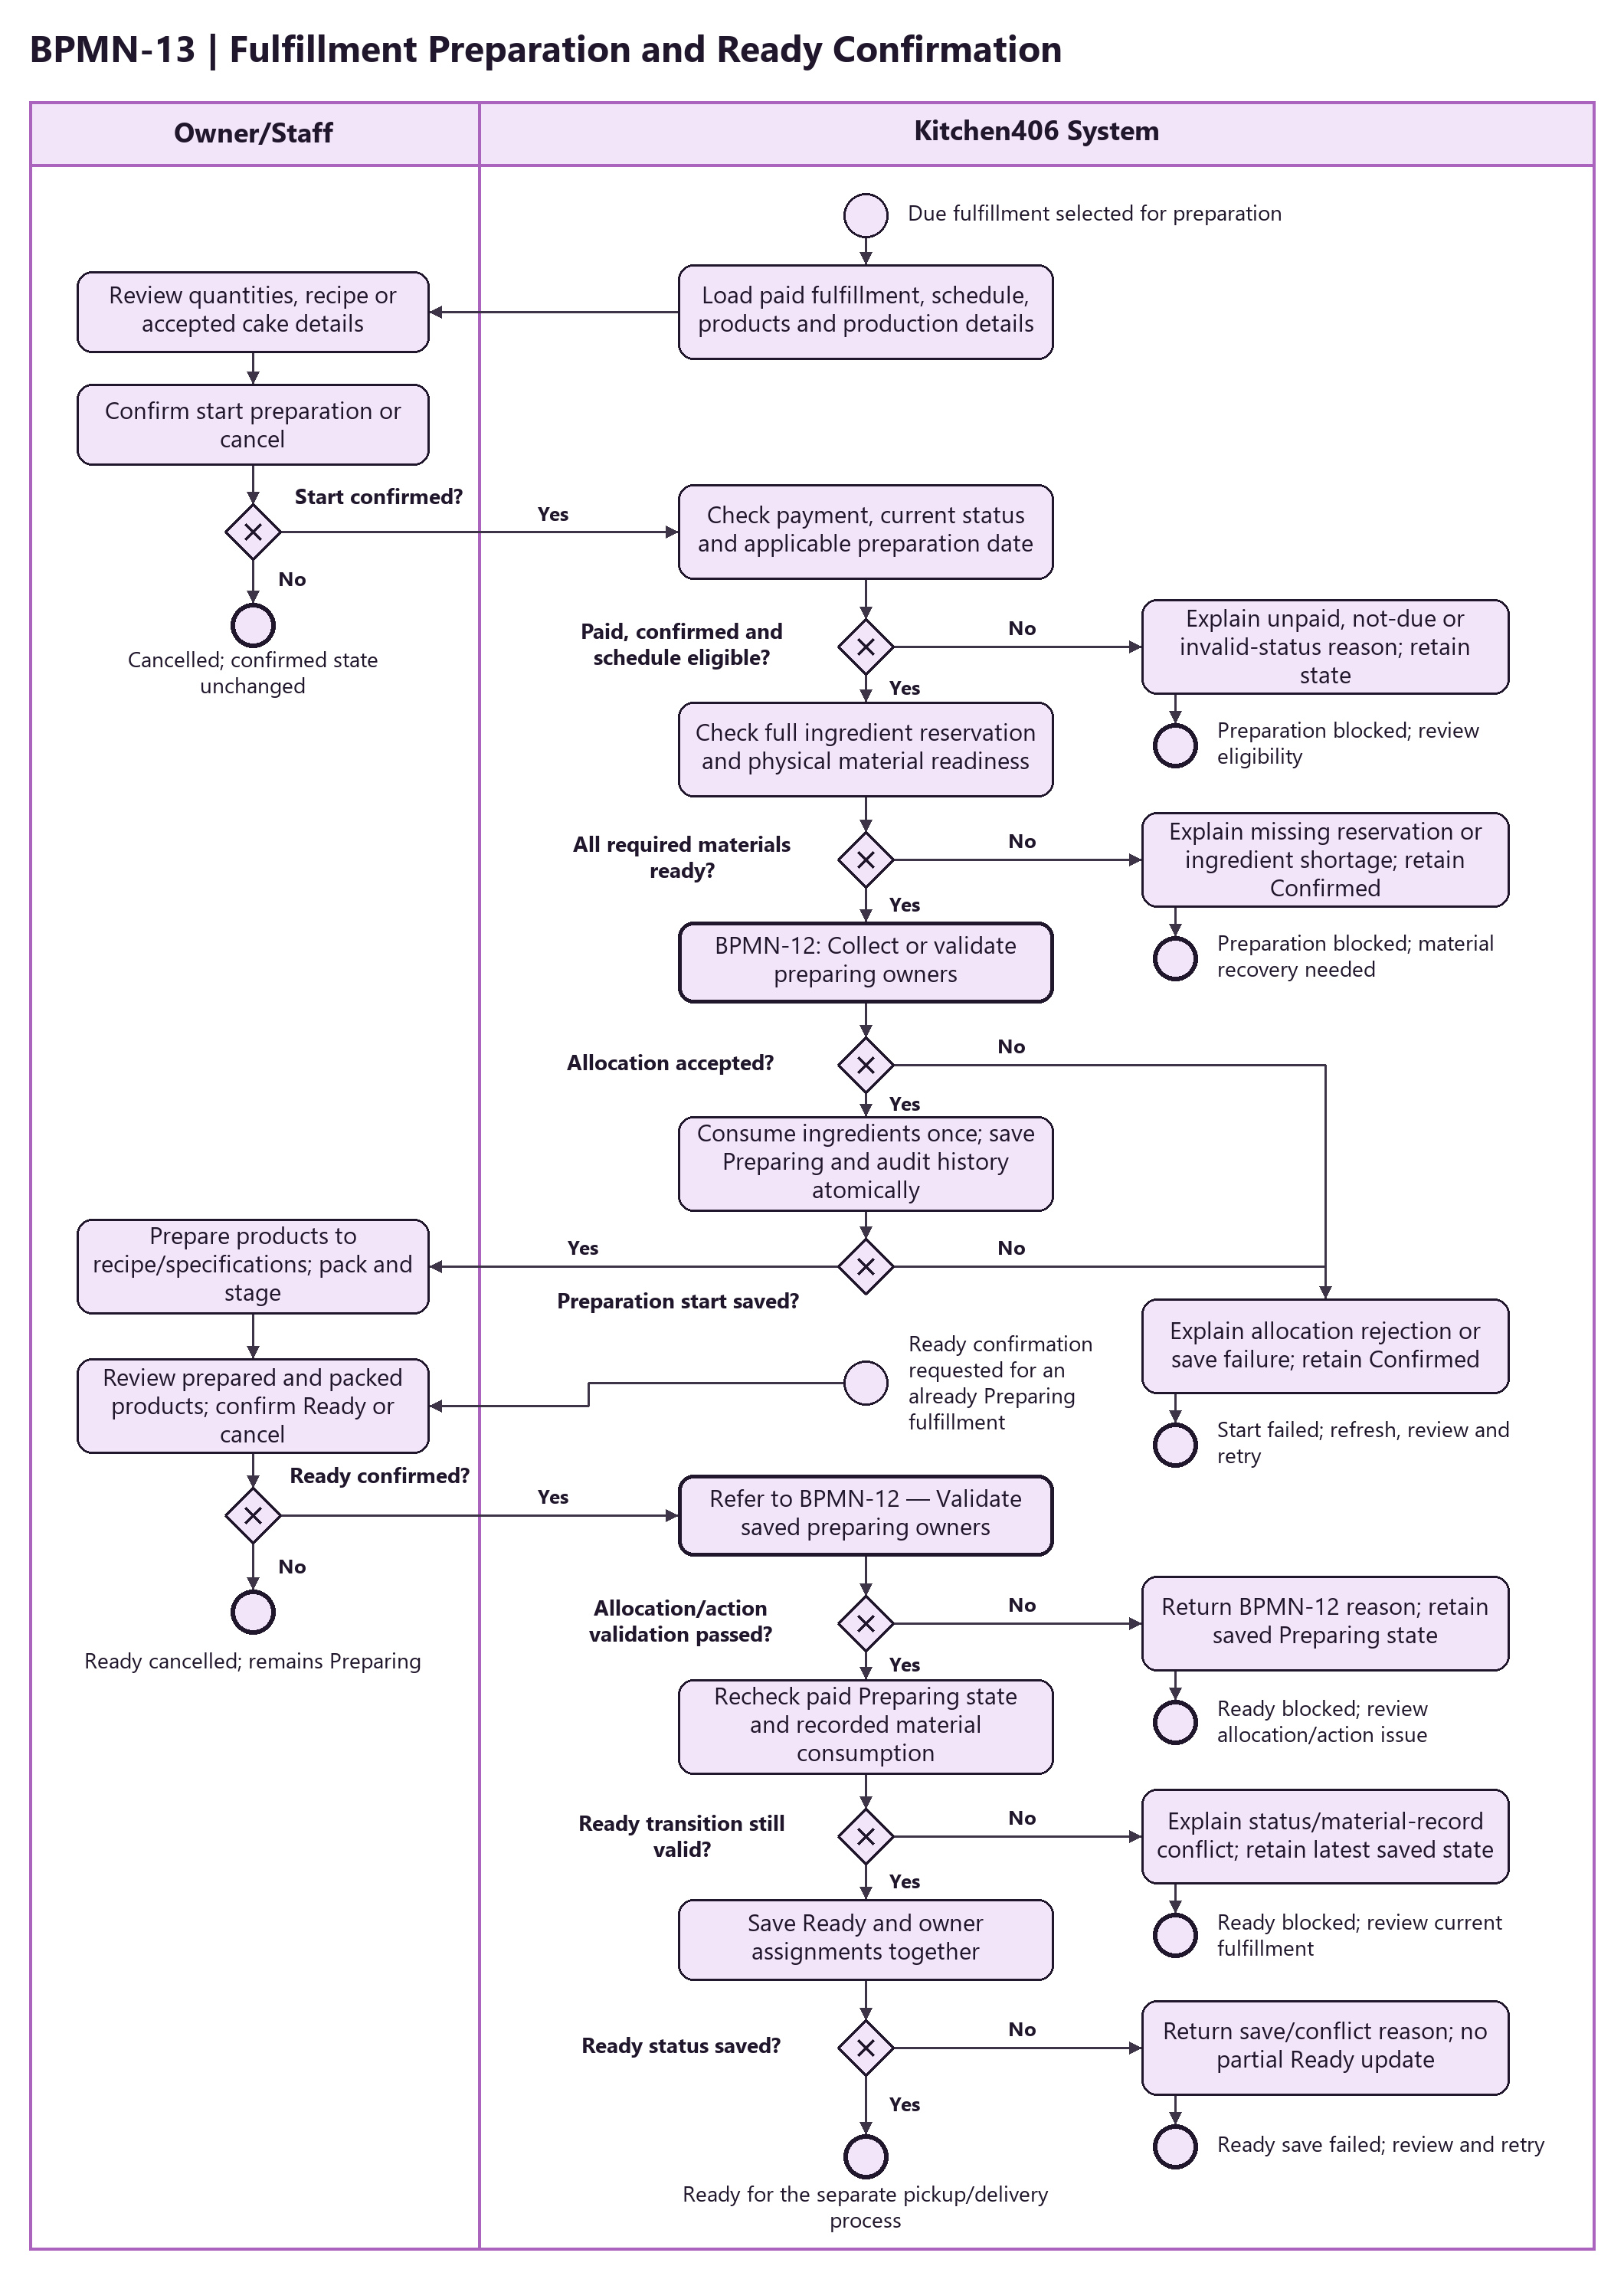 BPMN-13 | Fulfillment Preparation and Ready Confirmation
Owner/Staff
Kitchen406 System
Due fulfillment selected for preparation
Review quantities, recipe or
accepted cake details
Load paid fulfillment, schedule,
products and production details
Confirm start preparation or
cancel
Start confirmed?
Yes
No
Cancelled; confirmed state
unchanged
Check payment, current status
and applicable preparation date
Paid, confirmed and
schedule eligible?
No
Yes
Explain unpaid, not-due or
invalid-status reason; retain
state
Preparation blocked; review
eligibility
Check full ingredient reservation
and physical material readiness
All required materials
ready?
No
Yes
Explain missing reservation or
ingredient shortage; retain
Confirmed
Preparation blocked; material
recovery needed
BPMN-12: Collect or validate
preparing owners
Allocation accepted?
No
Yes
Consume ingredients once; save
Preparing and audit history
atomically
Yes
No
Preparation start saved?
Prepare products to
recipe/specifications; pack and
stage
Explain allocation rejection or
save failure; retain Confirmed
Start failed; refresh, review and
retry
Ready confirmation
requested for an
already Preparing
fulfillment
Review prepared and packed
products; confirm Ready or
cancel
Ready confirmed?
Yes
No
Ready cancelled; remains Preparing
Refer to BPMN-12 — Validate
saved preparing owners
Allocation/action
validation passed?
No
Yes
Return BPMN-12 reason; retain
saved Preparing state
Ready blocked; review
allocation/action issue
Recheck paid Preparing state
and recorded material
consumption
Ready transition still
valid?
No
Yes
Explain status/material-record
conflict; retain latest saved state
Ready blocked; review current
fulfillment
Save Ready and owner
assignments together
Ready status saved?
No
Yes
Return save/conflict reason; no
partial Ready update
Ready save failed; review and retry
Ready for the separate pickup/delivery
process